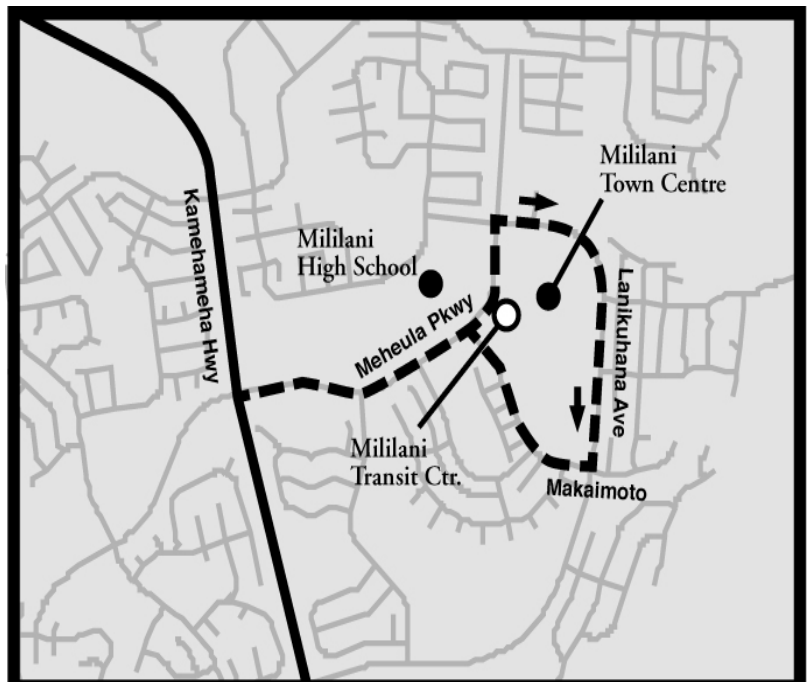 Mililani
Town Centre
Kamehameha Hwy
Mililani
High School
Meheula Pkwy
Lanikuhana Ave
Mililani
Transit Ctr.
Makaimoto